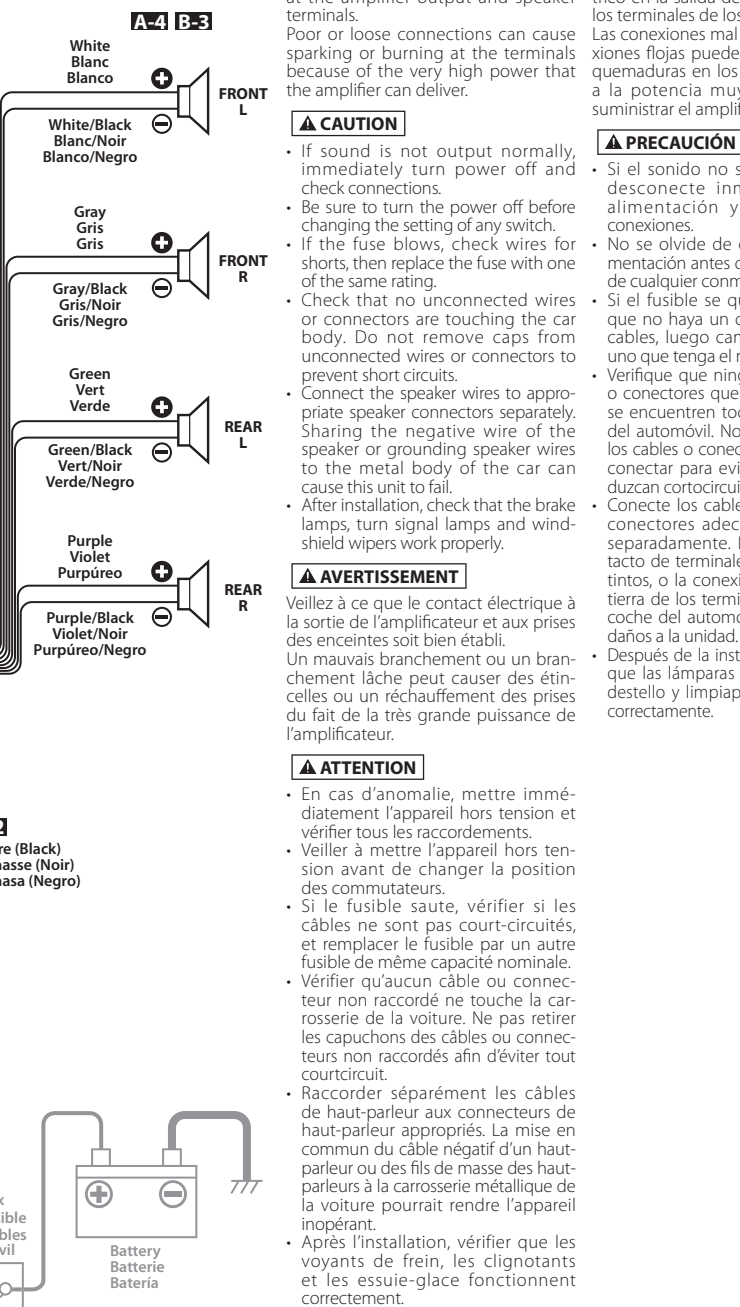 A-4 B-3
White
Blanc
Blanco
FRONT
L
White/Black
Blanc/Noir
Blanco/Negro
Gray
Gris
Gris
FRONT
R
Gray/Black
Gris/Noir
Gris/Negro
Green
Vert
Verde
REAR
L
Green/Black
Vert/Noir
Verde/Negro
Purple
Violet
Purpúreo
REAR
R
Purple/Black
Violet/Noir
Purpúreo/Negro
(Black)
(Noir)
(Negro)
Battery
Batterie
Batería
at the amplifier output and speaker
terminals.
Poor or loose connections can cause
sparking or burning at the terminals
because of the very high power that
the amplifier can deliver.
CAUTION
• If sound is not output normally,
immediately turn power off and
check connections.
• Be sure to turn the power off before
changing the setting of any switch.
• If the fuse blows, check wires for
shorts, then replace the fuse with one
of the same rating.
• Check that no unconnected wires
or connectors are touching the car
body. Do not remove caps from
unconnected wires or connectors to
prevent short circuits.
• Connect the speaker wires to appro-
priate speaker connectors separately.
Sharing the negative wire of the
speaker or grounding speaker wires
to the metal body of the car can
cause this unit to fail.
• After installation, check that the brake
lamps, turn signal lamps and wind-
shield wipers work properly.
AVERTISSEMENT
Veillez à ce que le contact électrique à
la sortie de l'amplificateur et aux prises
des enceintes soit bien établi.
Un mauvais branchement ou un bran-
chement lâche peut causer des étin-
celles ou un réchauffement des prises
du fait de la très grande puissance de
l'amplificateur.
ATTENTION
• En cas d'anomalie, mettre immé-
diatement l'appareil hors tension et
vérifier tous les raccordements.
• Veiller à mettre l'appareil hors ten-
sion avant de changer la position
des commutateurs.
• Si le fusible saute, vérifier si les
câbles ne sont pas court-circuités,
et remplacer le fusible par un autre
fusible de même capacité nominale.
• Vérifier qu'aucun câble ou connec-
teur non raccordé ne touche la car-
rosserie de la voiture. Ne pas retirer
les capuchons des câbles ou connec-
teurs non raccordés afin d'éviter tout
courtcircuit.
• Raccorder séparément les câbles
de haut-parleur aux connecteurs de
haut-parleur appropriés. La mise en
commun du câble négatif d'un haut-
parleur ou des fils de masse des haut-
parleurs à la carrosserie métallique de
la voiture pourrait rendre l'appareil
inopérant.
• Après l'installation, vérifier que les
voyants de frein, les clignotants
et les essuie-glace fonctionnent
correctement.
en la salida de
los terminales de los
Las conexiones mal
xiones flojas puede
quemaduras en los
a la potencia muy
suministrar el amplif
PRECAUCIÓN
• Si el sonido no s
desconecte inm
alimentación y
conexiones.
• No se olvide de
mentación antes
de cualquier conm
• Si el fusible se qu
que no haya un c
cables, luego cam
uno que tenga el
• Verifique que ning
o conectores que
se encuentren toc
del automóvil. No
los cables o conec
conectar para evi
duzcan cortocircui
• Conecte los cable
conectores adec
separadamente.
tacto de terminale
tintos, o la conexi
tierra de los termi
coche del automó
daños a la unidad.
• Después de la inst
que las lámparas
destello y limpiap
correctamente.